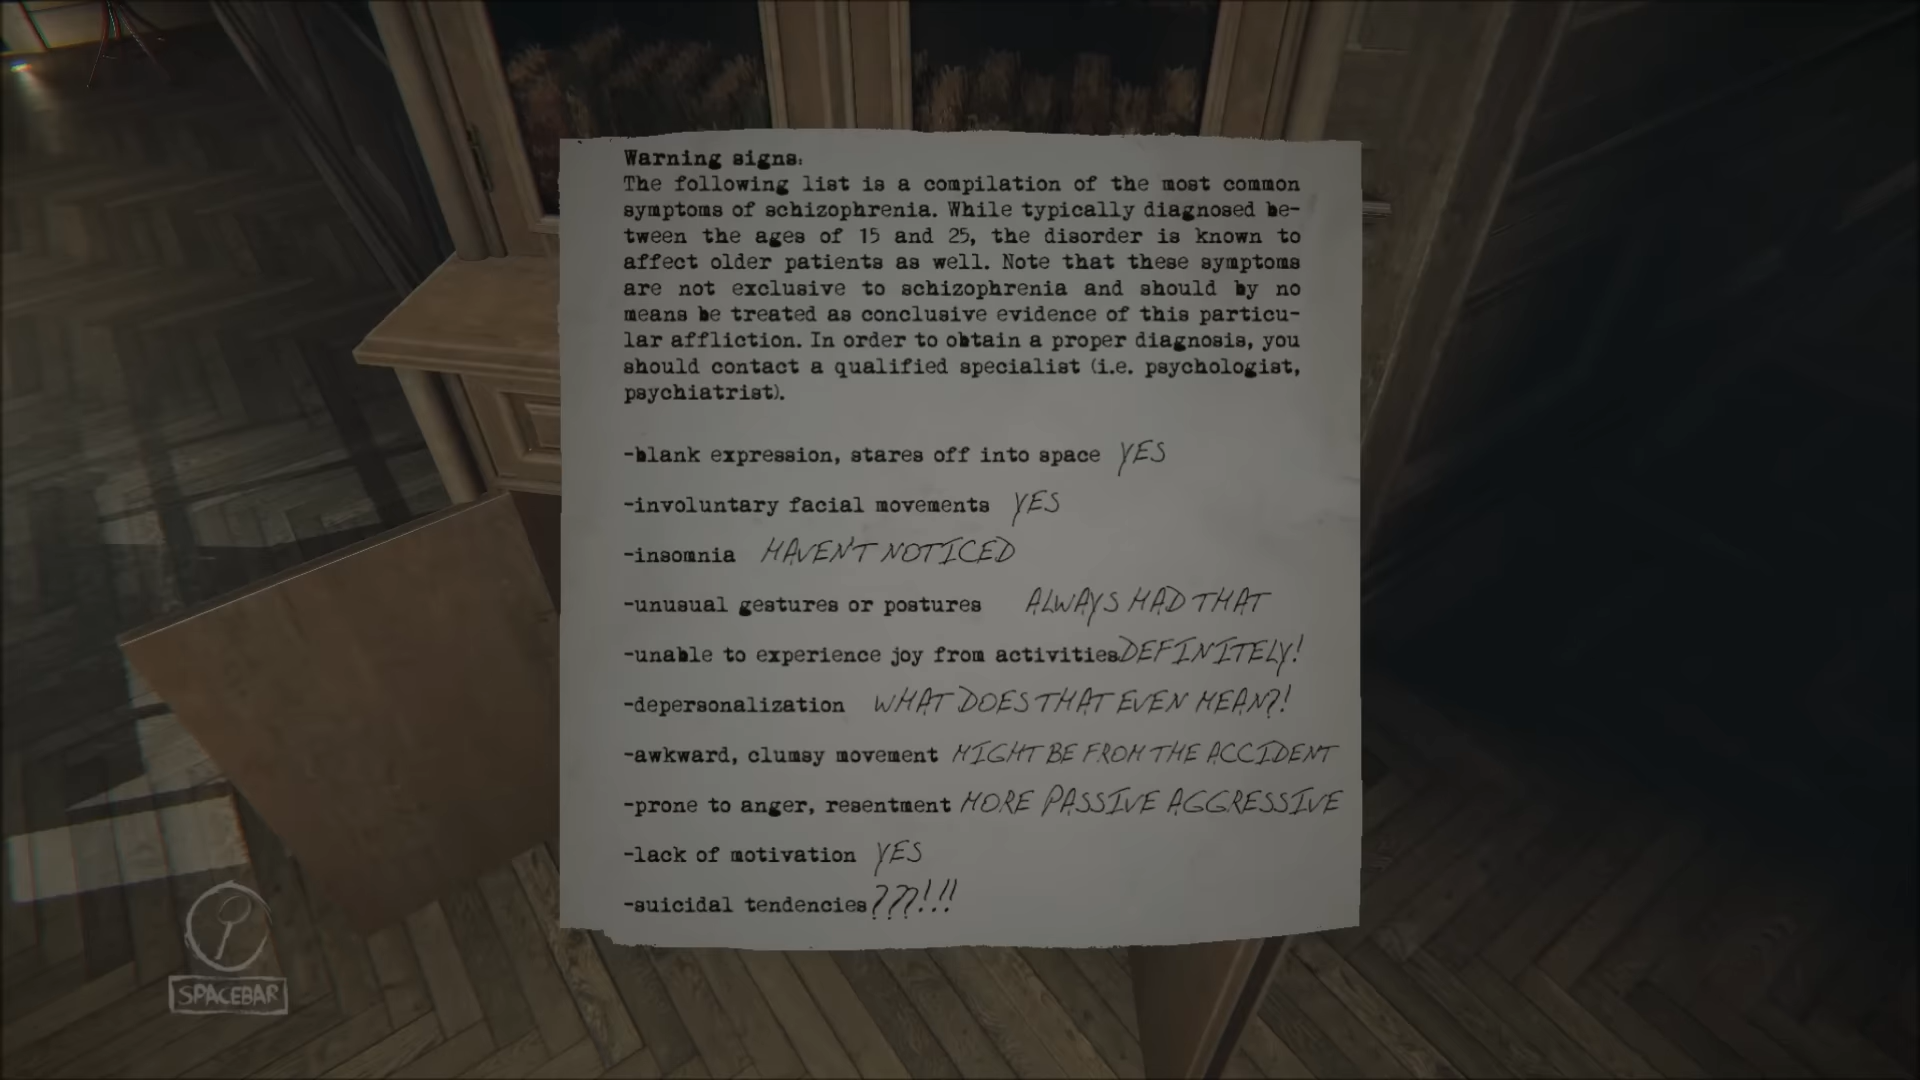 Warning signs:
The following list is a compilation of the most common
symptoms of schizophrenia. While typically diagnosed be-
tween the ages of 15 and 25, the disorder is known to
affect older patients as well. Note that these symptoms
are not exclusive to schizophrenia and should by no
means be treated as conclusive evidence of this particu-
lar affliction. In order to obtain a proper diagnosis, you
should contact a qualified specialist (i.e. psychologist,
psychiatrist).
-blank expression, stares off into space YES
-involuntary facial movements YES
-insomnia HAVEN'T NOTICED
-unusual gestures or postures ALWAYS HAD THAT
-unable to experience joy from activities DEFINITELY!
-depersonalization WHAT DOES THAT EVEN MEAN?!
-awkward, clumsy movement MIGHT BE FROM THE ACCIDENT
-prone to anger, resentment MORE PASSIVE AGGRESSIVE
-lack of motivation YES
-suicidal tendencies ???!!!
SPACEBAR